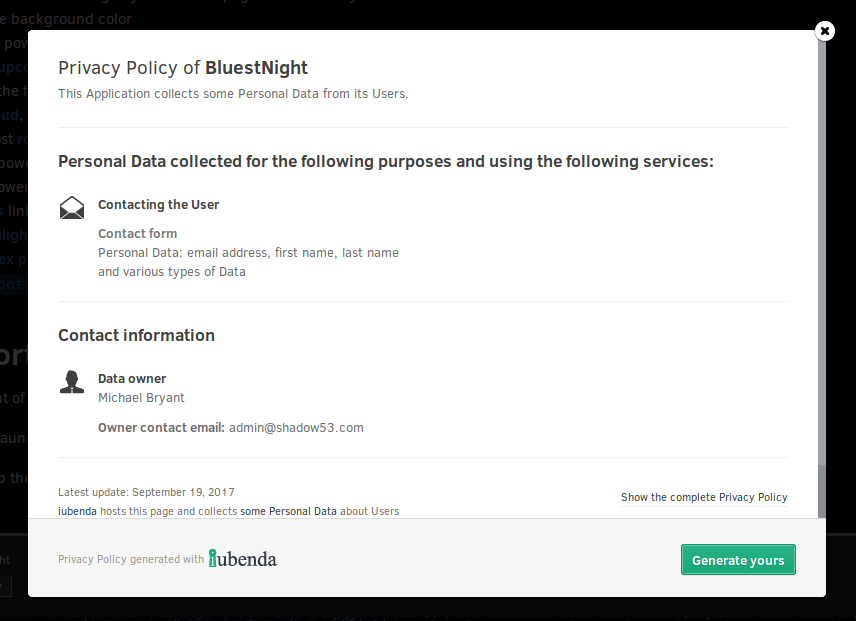 e background color
Privacy Policy of BluestNight
This Application collects some Personal Data from its Users.
Personal Data collected for the following purposes and using the following services:
Contacting the User
Contact form
Personal Data: email address, first name, last name
and various types of Data
Contact information
Data owner
Michael Bryant
Owner contact email: admin@shadow53.com
Latest update: September 19, 2017
Show the complete Privacy Policy
iubenda hosts this page and collects some Personal Data about Users
Privacy Policy generated with iubenda
Generate yours